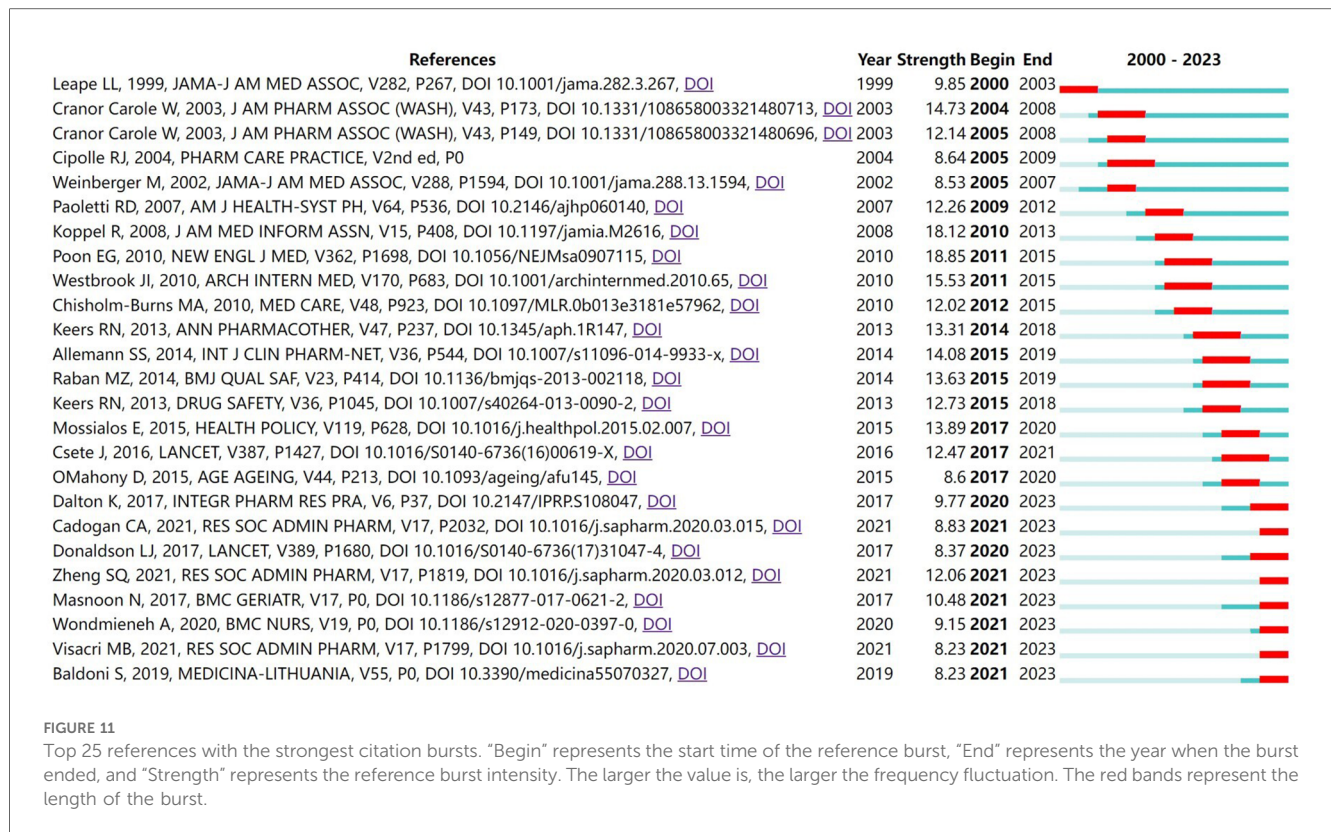 References Year Strength Begin End 2000 - 2023
Leape LL, 1999, JAMA-J AM MED ASSOC, V282, P267, DOI 10.1001/jama.282.3.267, DOI 1999 9.85 2000 2003
Cranor Carole W, 2003, J AM PHARM ASSOC (WASH), V43, P173, DOI 10.1331/108658003321480713, DOI 2003 14.73 2004 2008
Cranor Carole W, 2003, J AM PHARM ASSOC (WASH), V43, P149, DOI 10.1331/108658003321480696, DOI 2003 12.14 2005 2008
Cipolle RJ, 2004, PHARM CARE PRACTICE, V2nd ed, P0 2004 8.64 2005 2009
Weinberger M, 2002, JAMA-J AM MED ASSOC, V288, P1594, DOI 10.1001/jama.288.13.1594, DOI 2002 8.53 2005 2007
Paoletti RD, 2007, AM J HEALTH-SYST PH, V64, P536, DOI 10.2146/ajhp060140, DOI 2007 12.26 2009 2012
Koppel R, 2008, J AM MED INFORM ASSN, V15, P408, DOI 10.1197/jamia.M2616, DOI 2008 18.12 2010 2013
Poon EG, 2010, NEW ENGL J MED, V362, P1698, DOI 10.1056/NEJMsa0907115, DOI 2010 18.85 2011 2015
Westbrook JI, 2010, ARCH INTERN MED, V170, P683, DOI 10.1001/archinternmed.2010.65, DOI 2010 15.53 2011 2015
Chisholm-Burns MA, 2010, MED CARE, V48, P923, DOI 10.1097/MLR.0b013e3181e57962, DOI 2010 12.02 2012 2015
Keers RN, 2013, ANN PHARMACOTHER, V47, P237, DOI 10.1345/aph.1R147, DOI 2013 13.31 2014 2018
Allemann SS, 2014, INT J CLIN PHARM-NET, V36, P544, DOI 10.1007/s11096-014-9933-x, DOI 2014 14.08 2015 2019
Raban MZ, 2014, BMJ QUAL SAF, V23, P414, DOI 10.1136/bmjqs-2013-002118, DOI 2014 13.63 2015 2019
Keers RN, 2013, DRUG SAFETY, V36, P1045, DOI 10.1007/s40264-013-0090-2, DOI 2013 12.73 2015 2018
Mossialos E, 2015, HEALTH POLICY, V119, P628, DOI 10.1016/j.healthpol.2015.02.007, DOI 2015 13.89 2017 2020
Csete J, 2016, LANCET, V387, P1427, DOI 10.1016/S0140-6736(16)00619-X, DOI 2016 12.47 2017 2021
OMahony D, 2015, AGE AGEING, V44, P213, DOI 10.1093/ageing/afu145, DOI 2015 8.6 2017 2020
Dalton K, 2017, INTEGR PHARM RES PRA, V6, P37, DOI 10.2147/IPRP.S108047, DOI 2017 9.77 2020 2023
Cadogan CA, 2021, RES SOC ADMIN PHARM, V17, P2032, DOI 10.1016/j.sapharm.2020.03.015, DOI 2021 8.83 2021 2023
Donaldson LJ, 2017, LANCET, V389, P1680, DOI 10.1016/S0140-6736(17)31047-4, DOI 2017 8.37 2020 2023
Zheng SQ, 2021, RES SOC ADMIN PHARM, V17, P1819, DOI 10.1016/j.sapharm.2020.03.012, DOI 2021 12.06 2021 2023
Masnoon N, 2017, BMC GERIATR, V17, P0, DOI 10.1186/s12877-017-0621-2, DOI 2017 10.48 2021 2023
Wondmieneh A, 2020, BMC NURS, V19, P0, DOI 10.1186/s12912-020-0397-0, DOI 2020 9.15 2021 2023
Visacri MB, 2021, RES SOC ADMIN PHARM, V17, P1799, DOI 10.1016/j.sapharm.2020.07.003, DOI 2021 8.23 2021 2023
Baldoni S, 2019, MEDICINA-LITHUANIA, V55, P0, DOI 10.3390/medicina55070327, DOI 2019 8.23 2021 2023
FIGURE 11
Top 25 references with the strongest citation bursts. "Begin" represents the start time of the reference burst, "End" represents the year when the burst
ended, and "Strength" represents the reference burst intensity. The larger the value is, the larger the frequency fluctuation. The red bands represent the
length of the burst.